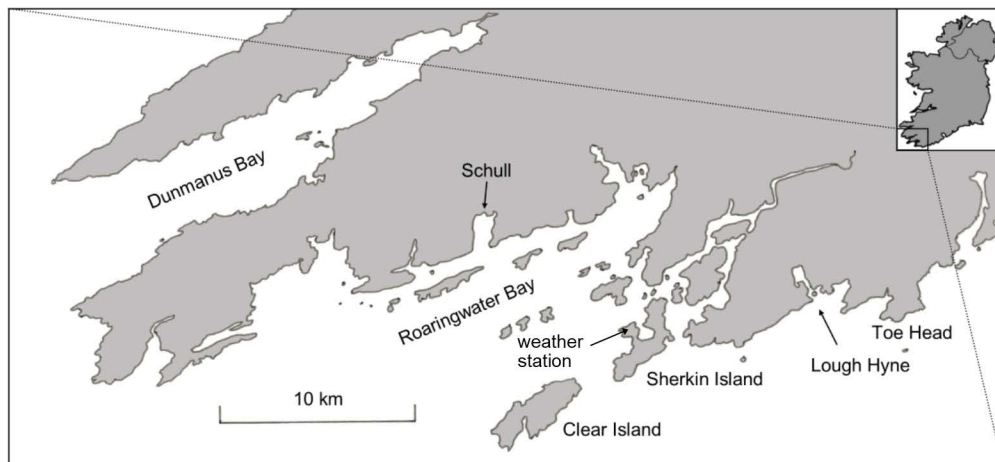 Dunmanus Bay
Schull
Roaringwater Bay
weather
station
Toe Head
Lough Hyne
Sherkin Island
10 km
Clear Island